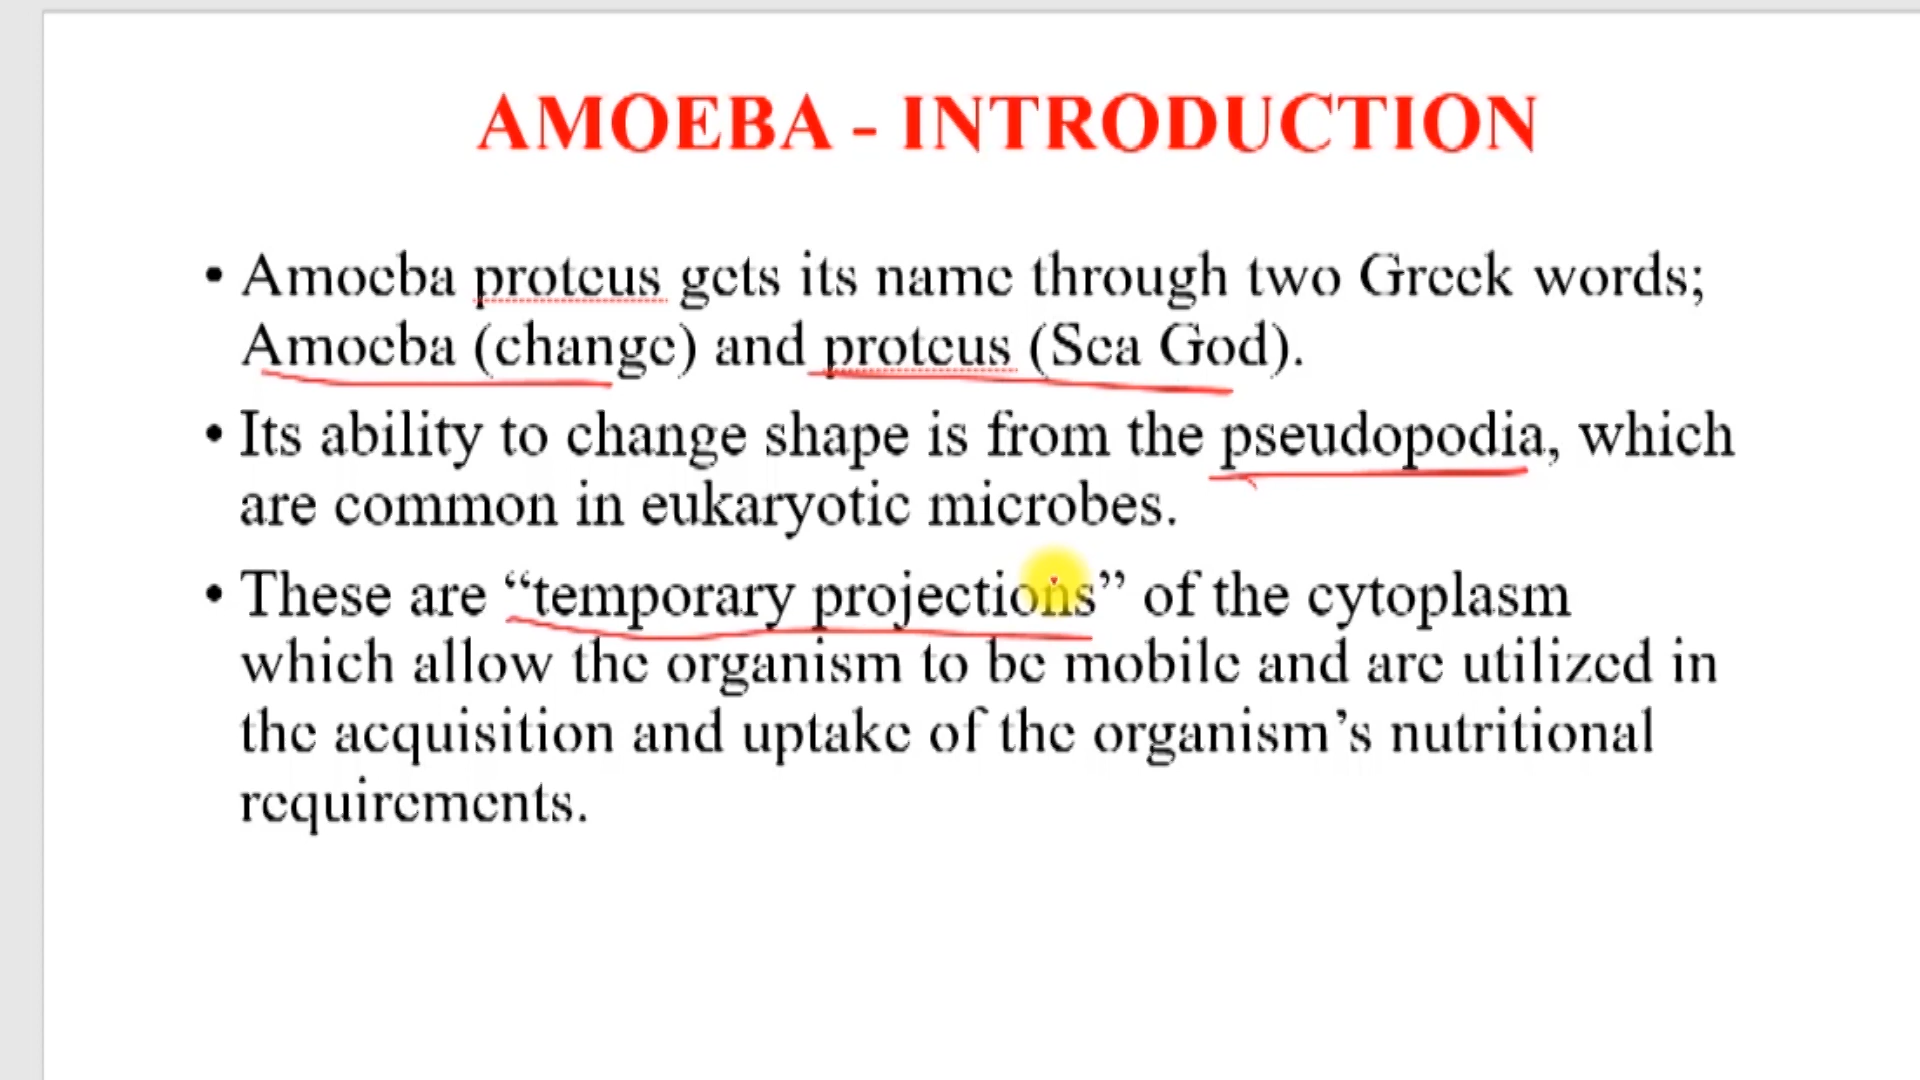 AMOEBA - INTRODUCTION
• Amoeba proteus gets its name through two Greek words;
Amoeba (change) and proteus (Sea God).
• Its ability to change shape is from the pseudopodia, which
are common in eukaryotic microbes.
• These are “temporary projections” of the cytoplasm
which allow the organism to be mobile and are utilized in
the acquisition and uptake of the organism’s nutritional
requirements.